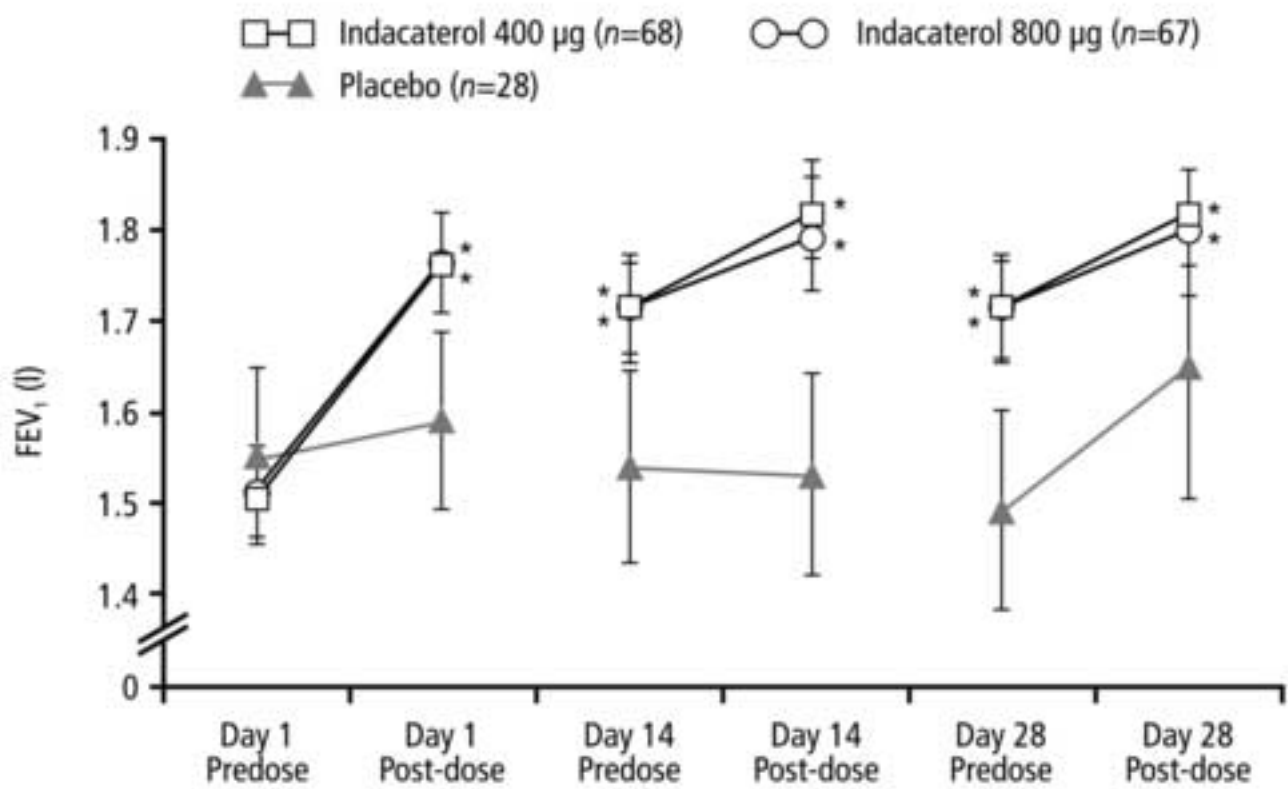 Indacaterol 400 µg (n=68) Indacaterol 800 µg (n=67)
Placebo (n=28)
1.9
1.8
1.7
1.6
1.5
1.4
0
FEV₁ (l)
* * * * * * * * * *
Day 1 Predose
Day 1 Post-dose
Day 14 Predose
Day 14 Post-dose
Day 28 Predose
Day 28 Post-dose